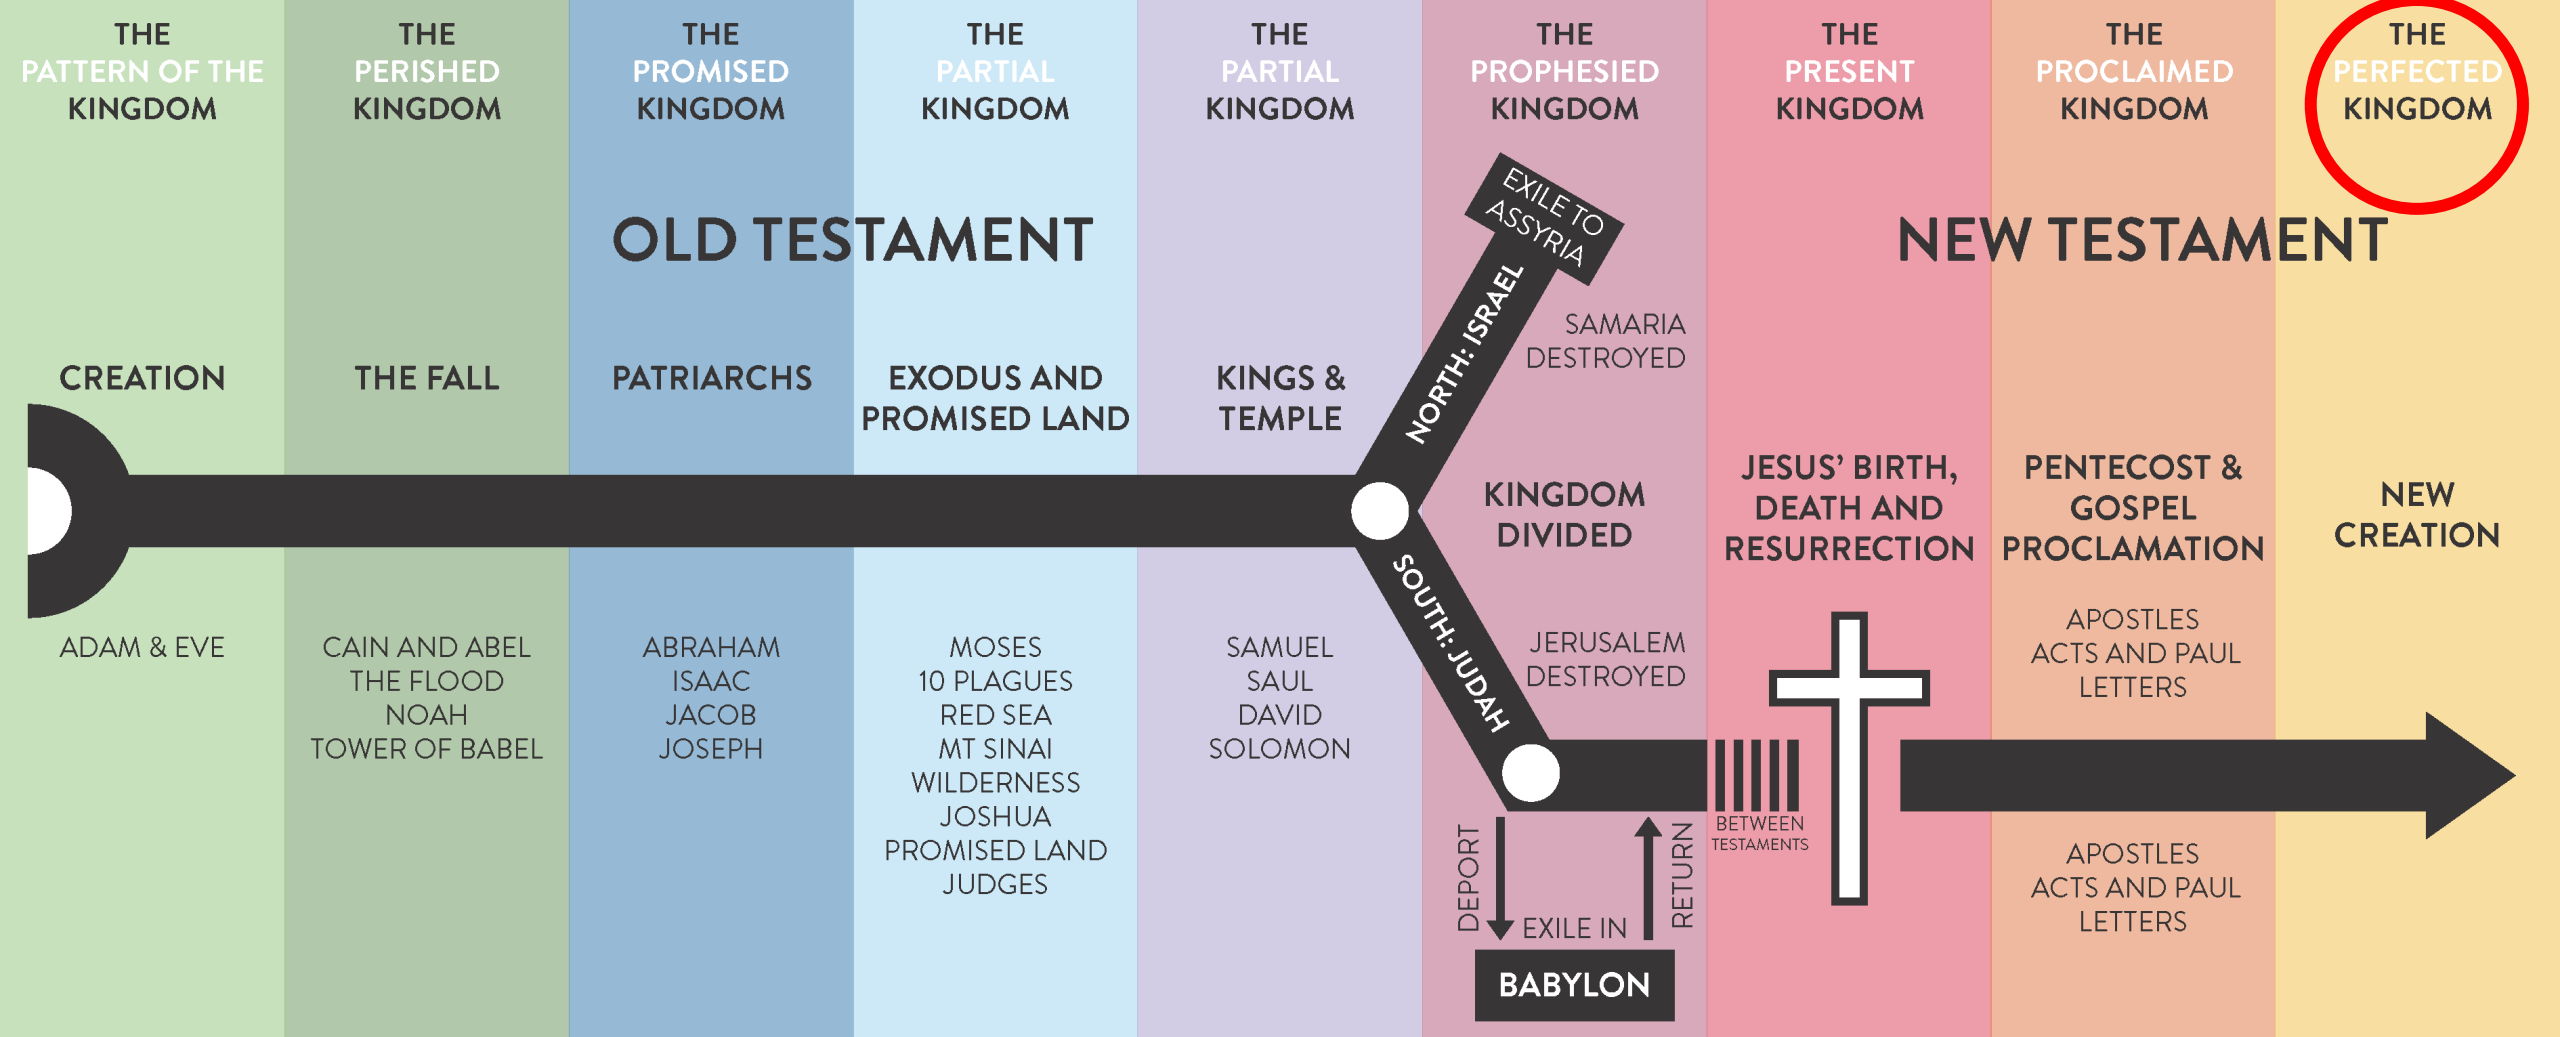 THE
PATTERN OF THE
KINGDOM
THE
PERISHED
KINGDOM
THE
PROMISED
KINGDOM
THE
PARTIAL
KINGDOM
THE
PARTIAL
KINGDOM
THE
PROPHESIED
KINGDOM
THE
PRESENT
KINGDOM
THE
PROCLAIMED
KINGDOM
THE
PERFECTED
KINGDOM
OLD TESTAMENT
NEW TESTAMENT
CREATION
ADAM & EVE
THE FALL
CAIN AND ABEL
THE FLOOD
NOAH
TOWER OF BABEL
PATRIARCHS
ABRAHAM
ISAAC
JACOB
JOSEPH
EXODUS AND
PROMISED LAND
MOSES
10 PLAGUES
RED SEA
MT SINAI
WILDERNESS
JOSHUA
PROMISED LAND
JUDGES
KINGS &
TEMPLE
SAMUEL
SAUL
DAVID
SOLOMON
EXILE TO
ASSYRIA
NORTH: ISRAEL
SAMARIA
DESTROYED
KINGDOM
DIVIDED
SOUTH: JUDAH
JERUSALEM
DESTROYED
DEPORT
EXILE IN
BABYLON
RETURN
JESUS’ BIRTH,
DEATH AND
RESURRECTION
BETWEEN
TESTAMENTS
PENTECOST &
GOSPEL
PROCLAMATION
APOSTLES
ACTS AND PAUL
LETTERS
APOSTLES
ACTS AND PAUL
LETTERS
NEW
CREATION